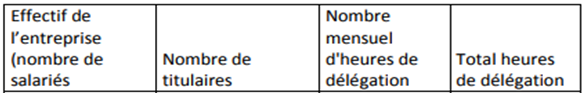 Effectif de
l'entreprise
(nombre de
salariés
Nombre de
titulaires
Nombre
mensuel
d'heures de
délégation
Total heures
de délégation